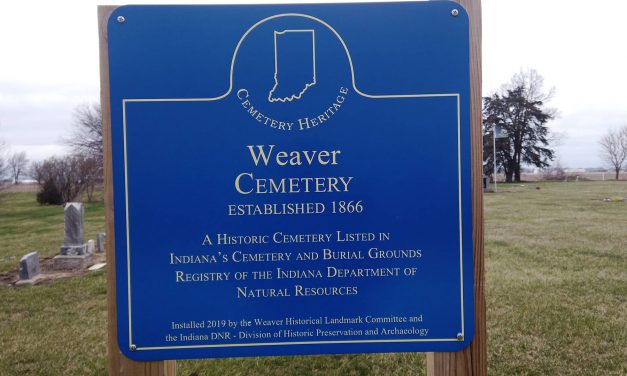 Cemetery Heritage
Weaver
Cemetery
ESTABLISHED 1866
A Historic Cemetery Listed in
Indiana's Cemetery and Burial Grounds
Registry of the Indiana Department of
Natural Resources
Installed 2019 by the Weaver Historical Landmark Committee and
the Indiana DNR - Division of Historic Preservation and Archaeology